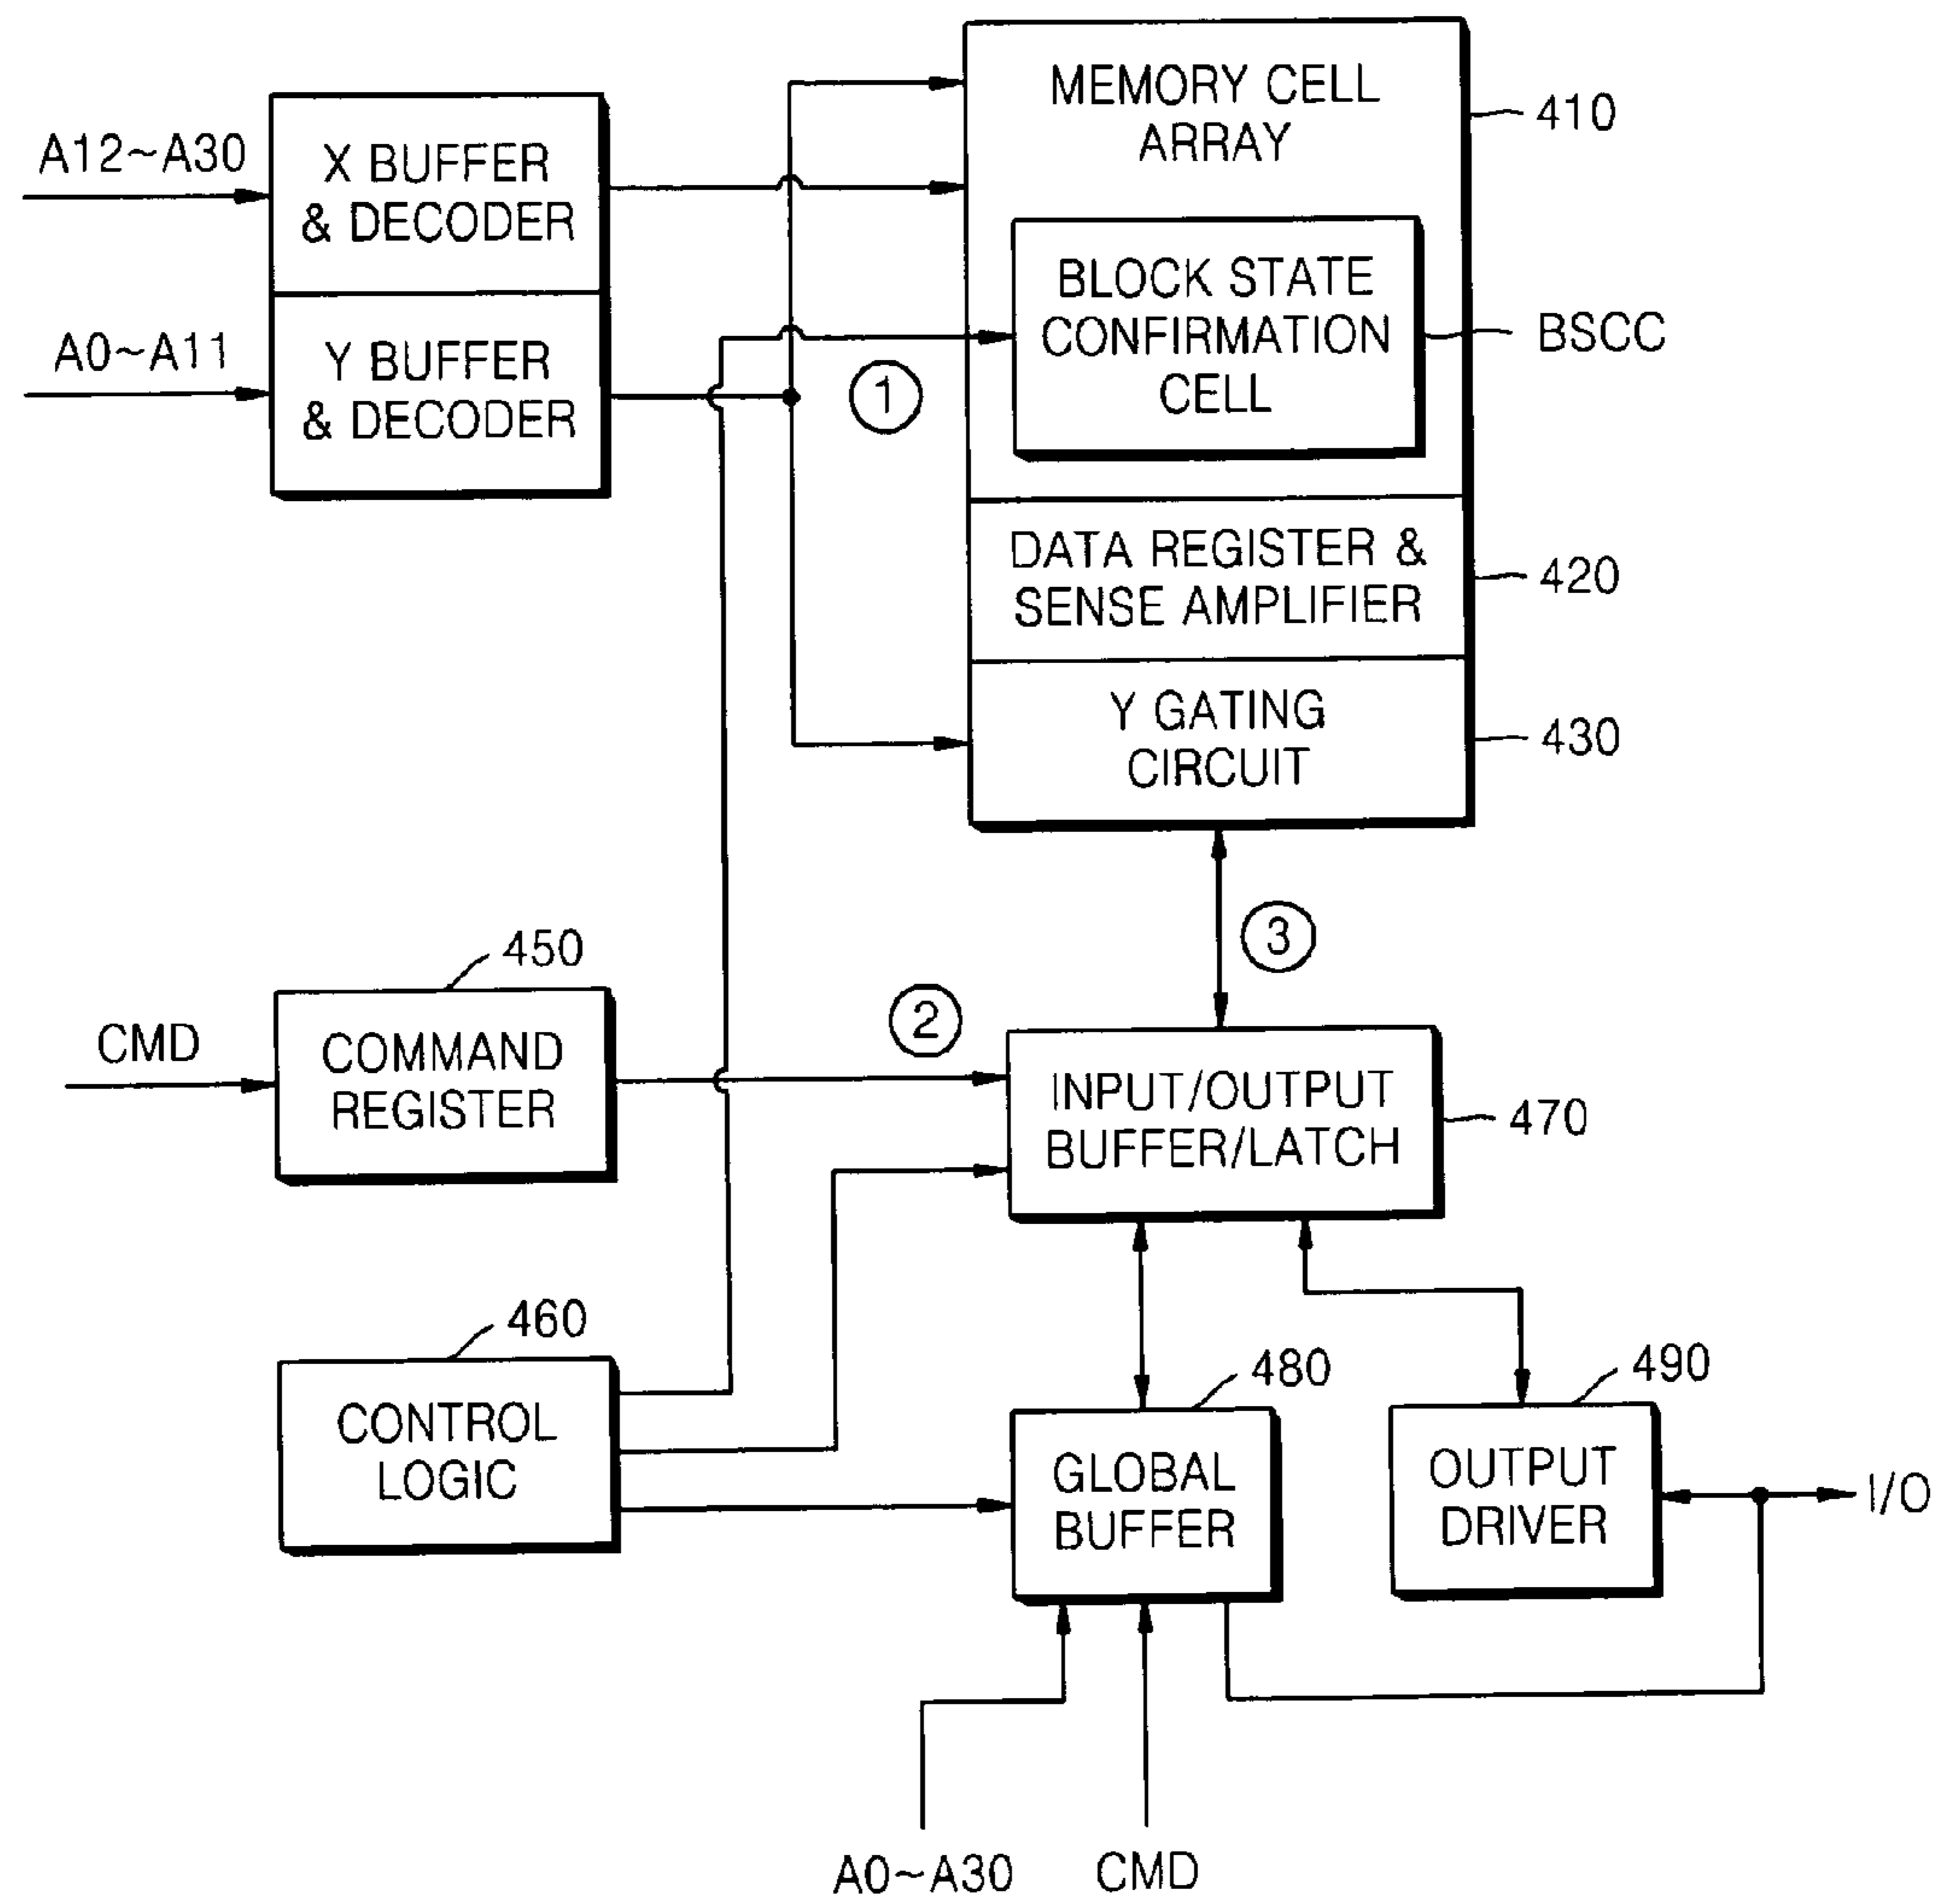 A12~A30
X BUFFER
& DECODER
A0~A11
Y BUFFER
& DECODER
MEMORY CELL
ARRAY
410
BLOCK STATE
CONFIRMATION
CELL
BSCC
1
DATA REGISTER &
SENSE AMPLIFIER
420
Y GATING
CIRCUIT
430
3
450
CMD
COMMAND
REGISTER
2
INPUT/OUTPUT
BUFFER/LATCH
470
460
CONTROL
LOGIC
480
GLOBAL
BUFFER
490
OUTPUT
DRIVER
I/O
A0~A30
CMD